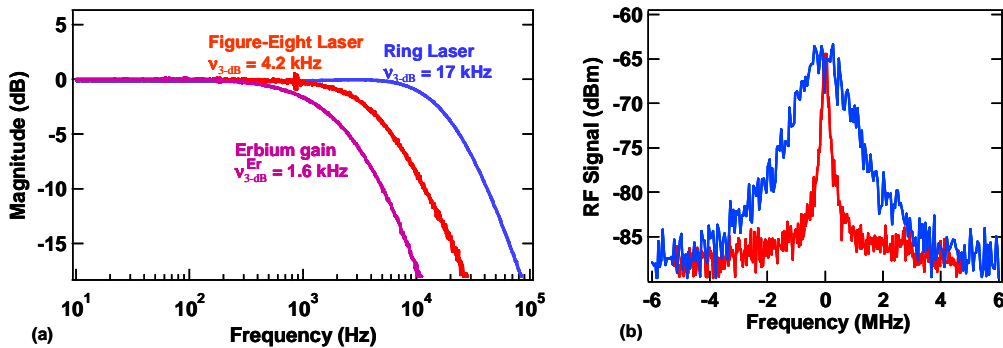 5
0
-5
-10
-15
Magnitude (dB)
Figure-Eight Laser
ν3-dB = 4.2 kHz
Ring Laser
ν3-dB = 17 kHz
Erbium gain
ν3-dB^Er = 1.6 kHz
10^1
10^2
10^3
10^4
10^5
Frequency (Hz)
(a)
-60
-65
-70
-75
-80
-85
RF Signal (dBm)
-6
-4
-2
0
2
4
6
Frequency (MHz)
(b)